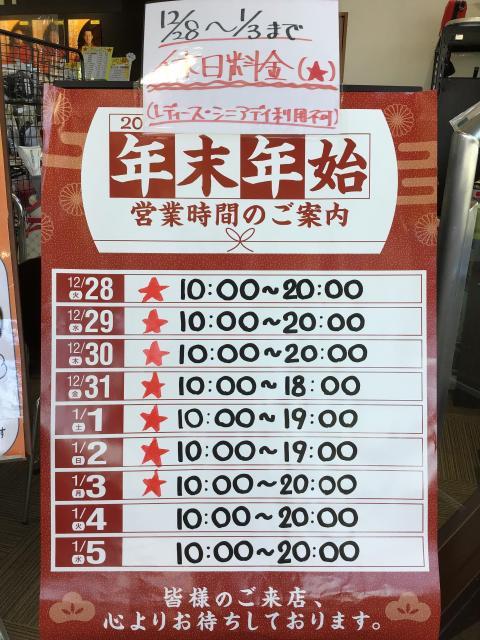 12/28～1/3まで
休日料金(★)
(レディース・シニアデイ利用不可)
20
年末年始
営業時間のご案内
12/28 火 ★ 10:00～20:00
12/29 水 ★ 10:00～20:00
12/30 木 ★ 10:00～20:00
12/31 金 ★ 10:00～18:00
1/1 土 ★ 10:00～19:00
1/2 日 ★ 10:00～19:00
1/3 月 ★ 10:00～20:00
1/4 火 10:00～20:00
1/5 水 10:00～20:00
皆様のご来店、
心よりお待ちしております。